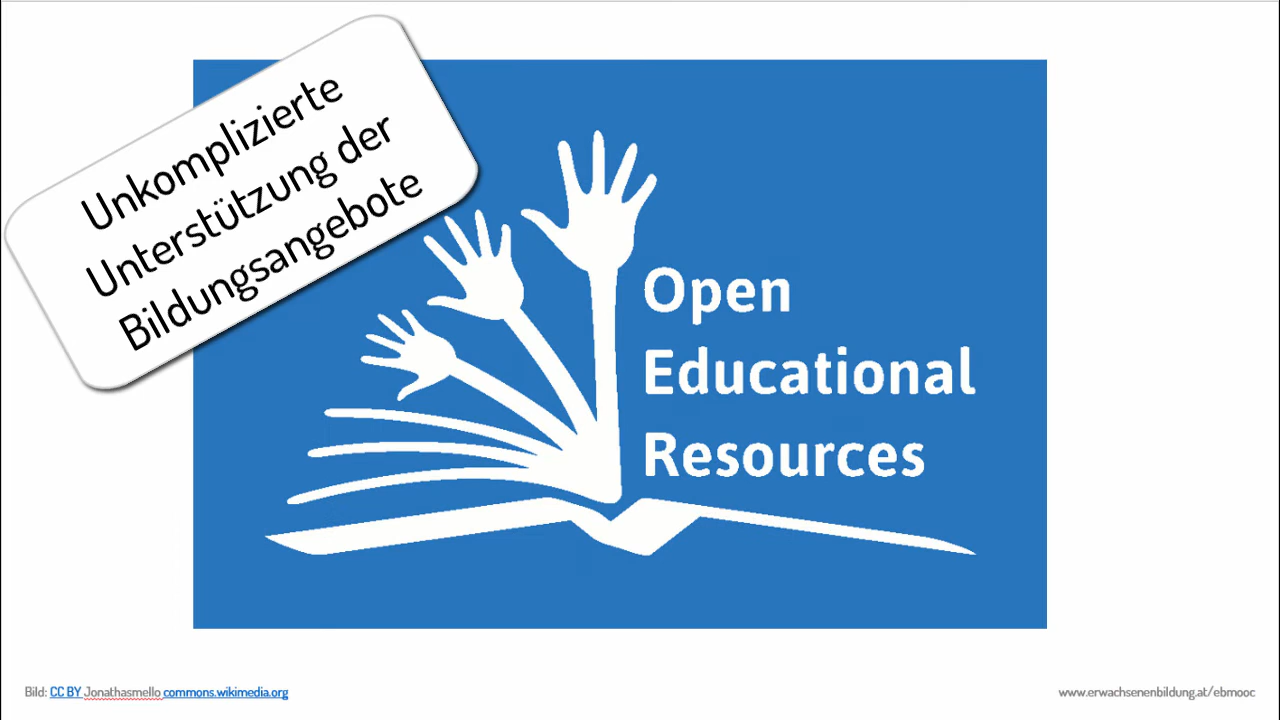 Unkomplizierte
Unterstützung der
Bildungsangebote
Open
Educational
Resources
Bild: CC BY Jonathasmello commons.wikimedia.org
www.erwachsenenbildung.at/ebmooc